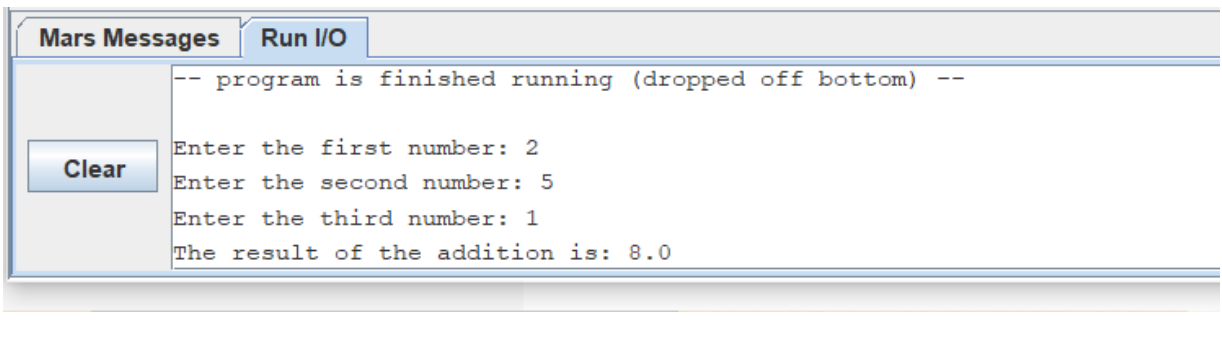 Mars Messages Run I/O
-- program is finished running (dropped off bottom) --
Clear
Enter the first number: 2
Enter the second number: 5
Enter the third number: 1
The result of the addition is: 8.0